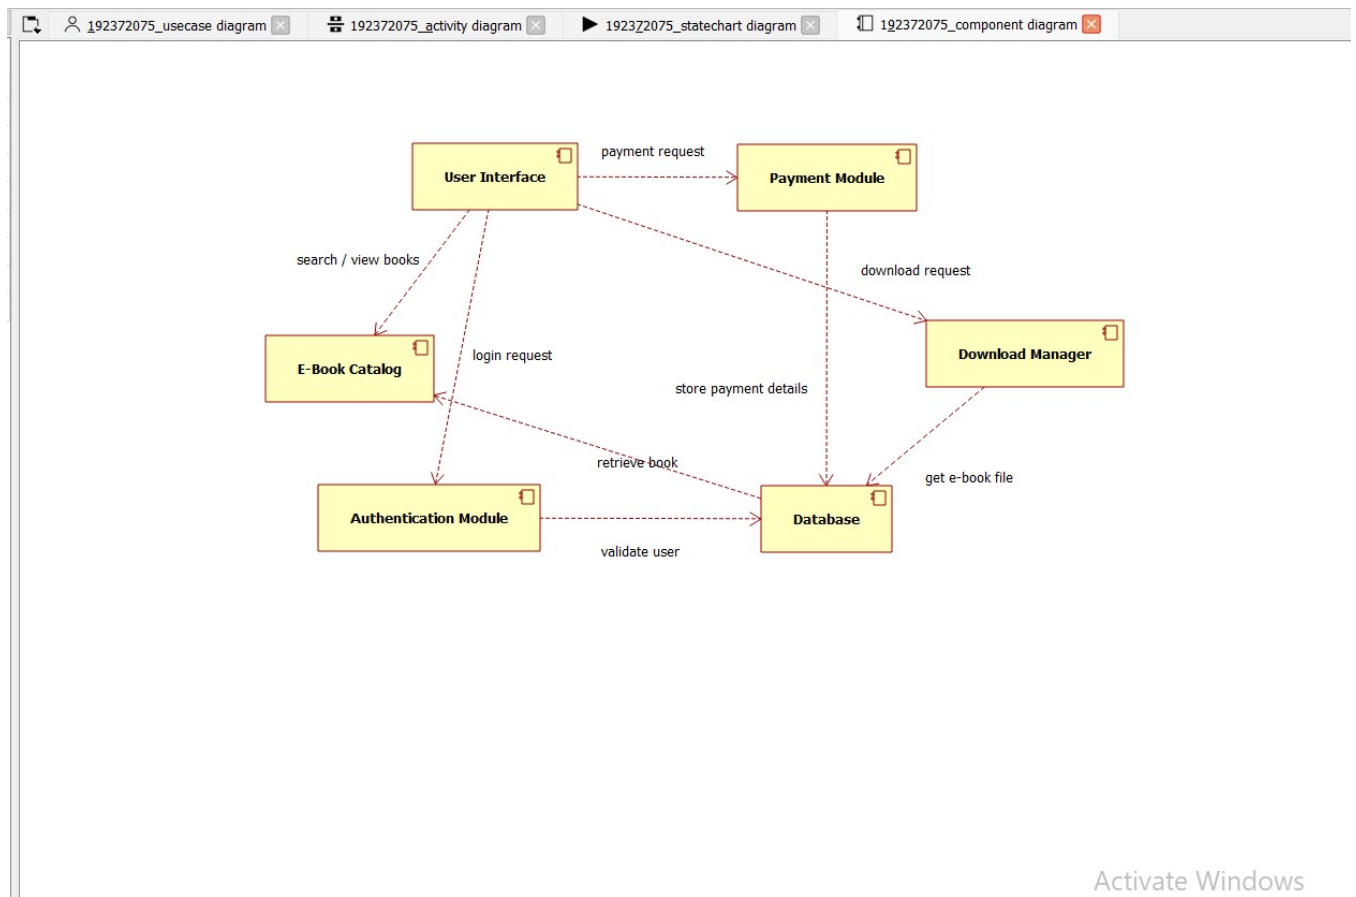 192372075_usecase diagram
192372075_activity diagram
192372075_statechart diagram
192372075_component diagram
payment request
User Interface
Payment Module
search / view books
download request
login request
Download Manager
E-Book Catalog
store payment details
retrieve book
get e-book file
Authentication Module
Database
validate user
Activate Windows